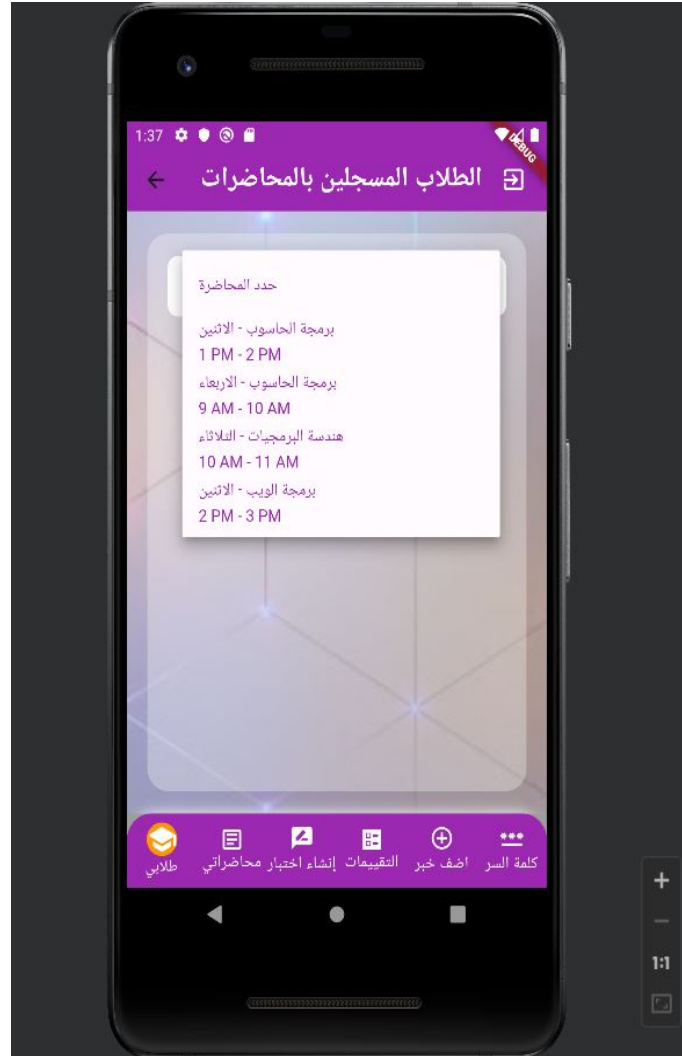 1:37
DEBUG
الطلاب المسجلين بالمحاضرات
حدد المحاضرة
برمجة الحاسوب - الاثنين
1 PM - 2 PM
برمجة الحاسوب - الاربعاء
9 AM - 10 AM
هندسة البرمجيات - الثلاثاء
10 AM - 11 AM
برمجة الويب - الاثنين
2 PM - 3 PM
كلمة السر
اضف خبر
التقييمات
إنشاء اختبار
محاضراتي
طلابي
1:1